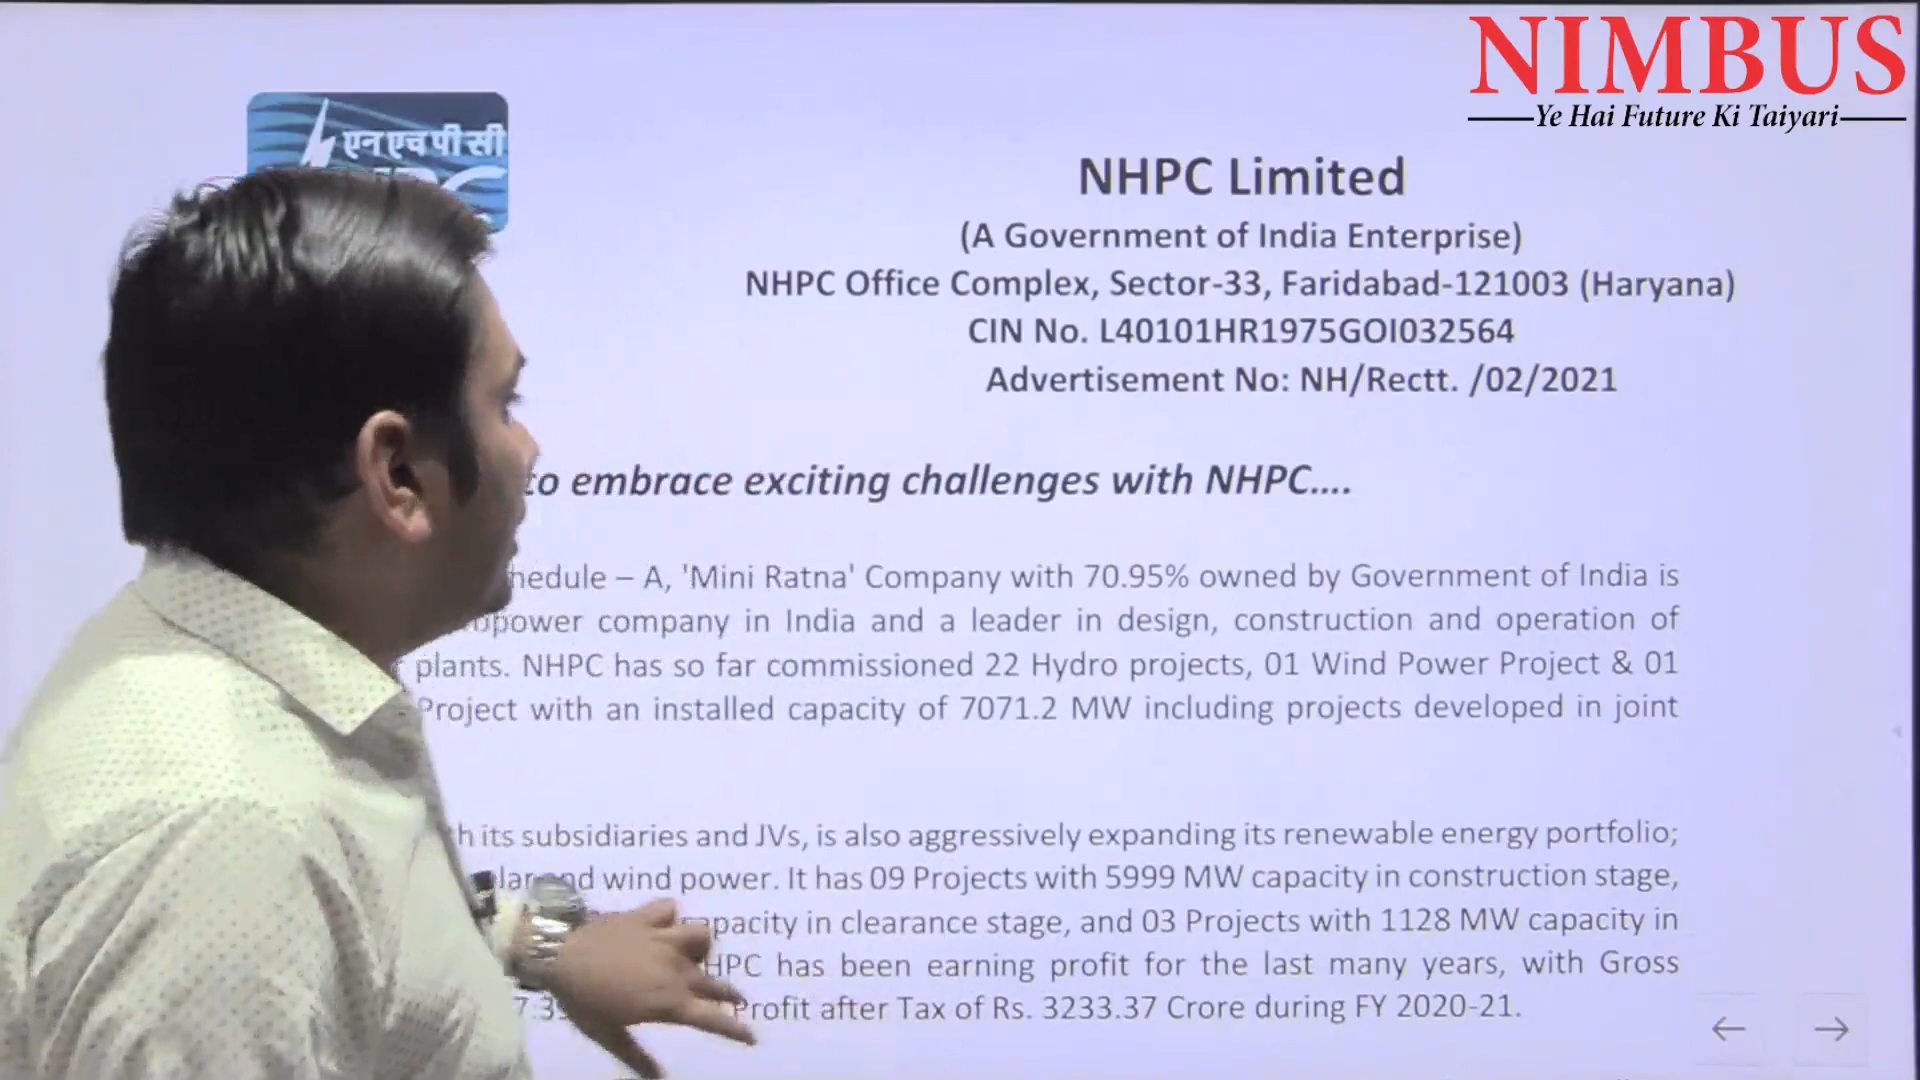 NIMBUS
Ye Hai Future Ki Taiyari
एनएचपीसी
NHPC Limited
(A Government of India Enterprise)
NHPC Office Complex, Sector-33, Faridabad-121003 (Haryana)
CIN No. L40101HR1975GOI032564
Advertisement No: NH/Rectt. /02/2021
to embrace exciting challenges with NHPC....
– A, 'Mini Ratna' Company with 70.95% owned by Government of India is
company in India and a leader in design, construction and operation of
plants. NHPC has so far commissioned 22 Hydro projects, 01 Wind Power Project & 01
Project with an installed capacity of 7071.2 MW including projects developed in joint
its subsidiaries and JVs, is also aggressively expanding its renewable energy portfolio;
wind power. It has 09 Projects with 5999 MW capacity in construction stage,
capacity in clearance stage, and 03 Projects with 1128 MW capacity in
has been earning profit for the last many years, with Gross
Profit after Tax of Rs. 3233.37 Crore during FY 2020-21.